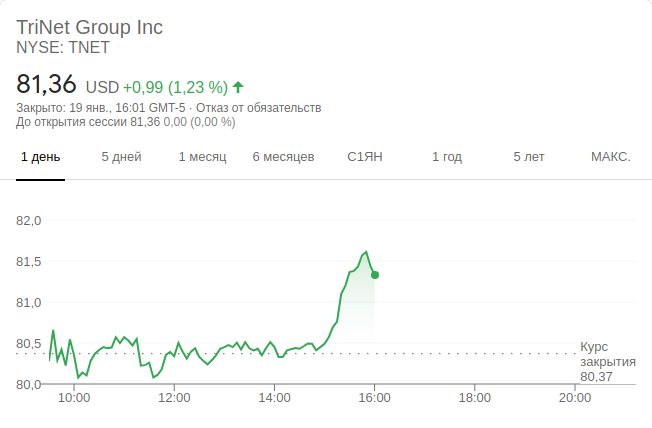 TriNet Group Inc
NYSE: TNET
81,36 USD +0,99 (1,23 %)
Закрыто: 19 янв., 16:01 GMT-5 · Отказ от обязательств
До открытия сессии 81,36 0,00 (0,00 %)
1 день 5 дней 1 месяц 6 месяцев С1ЯН 1 год 5 лет МАКС.
82,0
81,5
81,0
80,5
Курс
закрытия
80,37
80,0
10:00 12:00 14:00 16:00 18:00 20:00